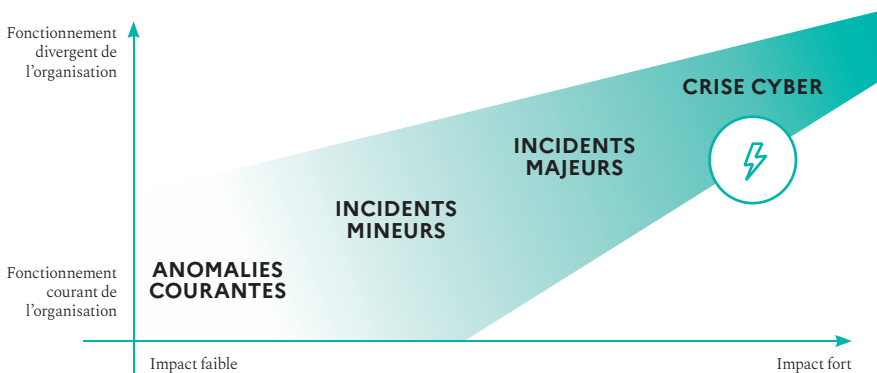 Fonctionnement
divergent de
l’organisation
CRISE CYBER
INCIDENTS
MAJEURS
INCIDENTS
MINEURS
ANOMALIES
COURANTES
Fonctionnement
courant de
l’organisation
Impact faible
Impact fort